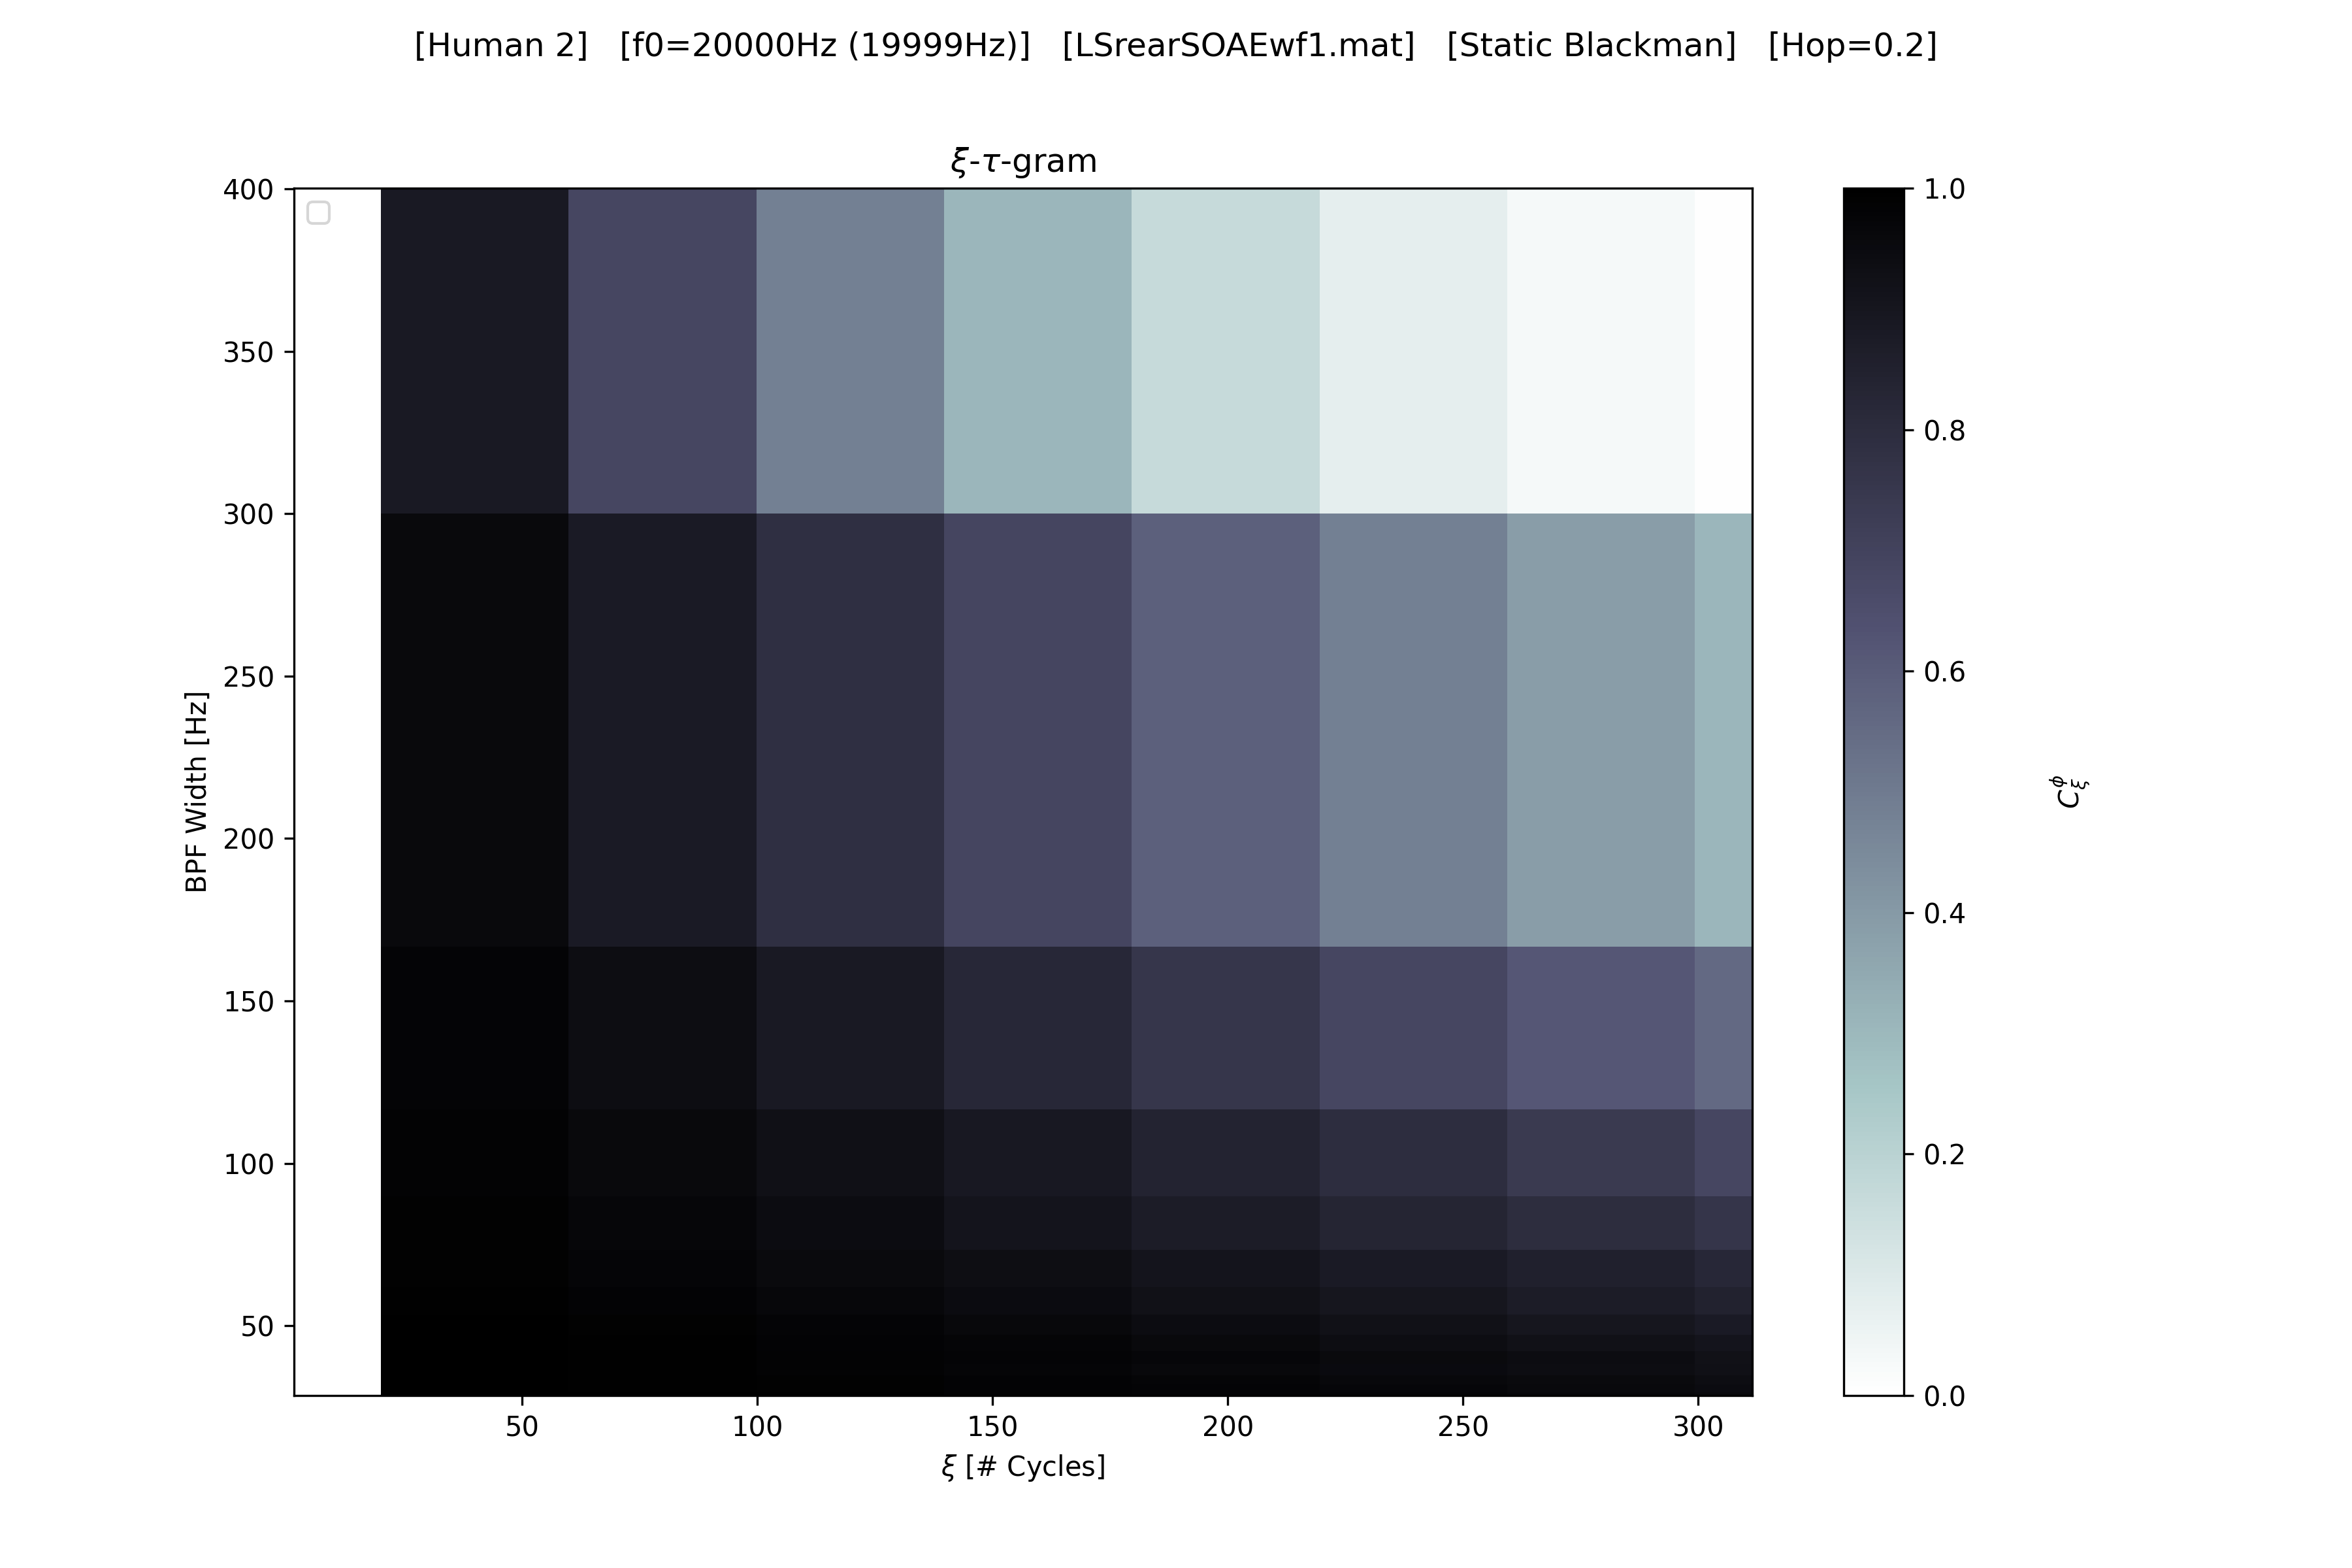 [Human 2]   [f0=20000Hz (19999Hz)]   [LSrearSOAEwf1.mat]   [Static Blackman]   [Hop=0.2]
ξ-τ-gram
400
350
300
250
200
150
100
50
BPF Width [Hz]
50 100 150 200 250 300
ξ [# Cycles]
1.0
0.8
0.6
0.4
0.2
0.0
C_ξ^ϕ